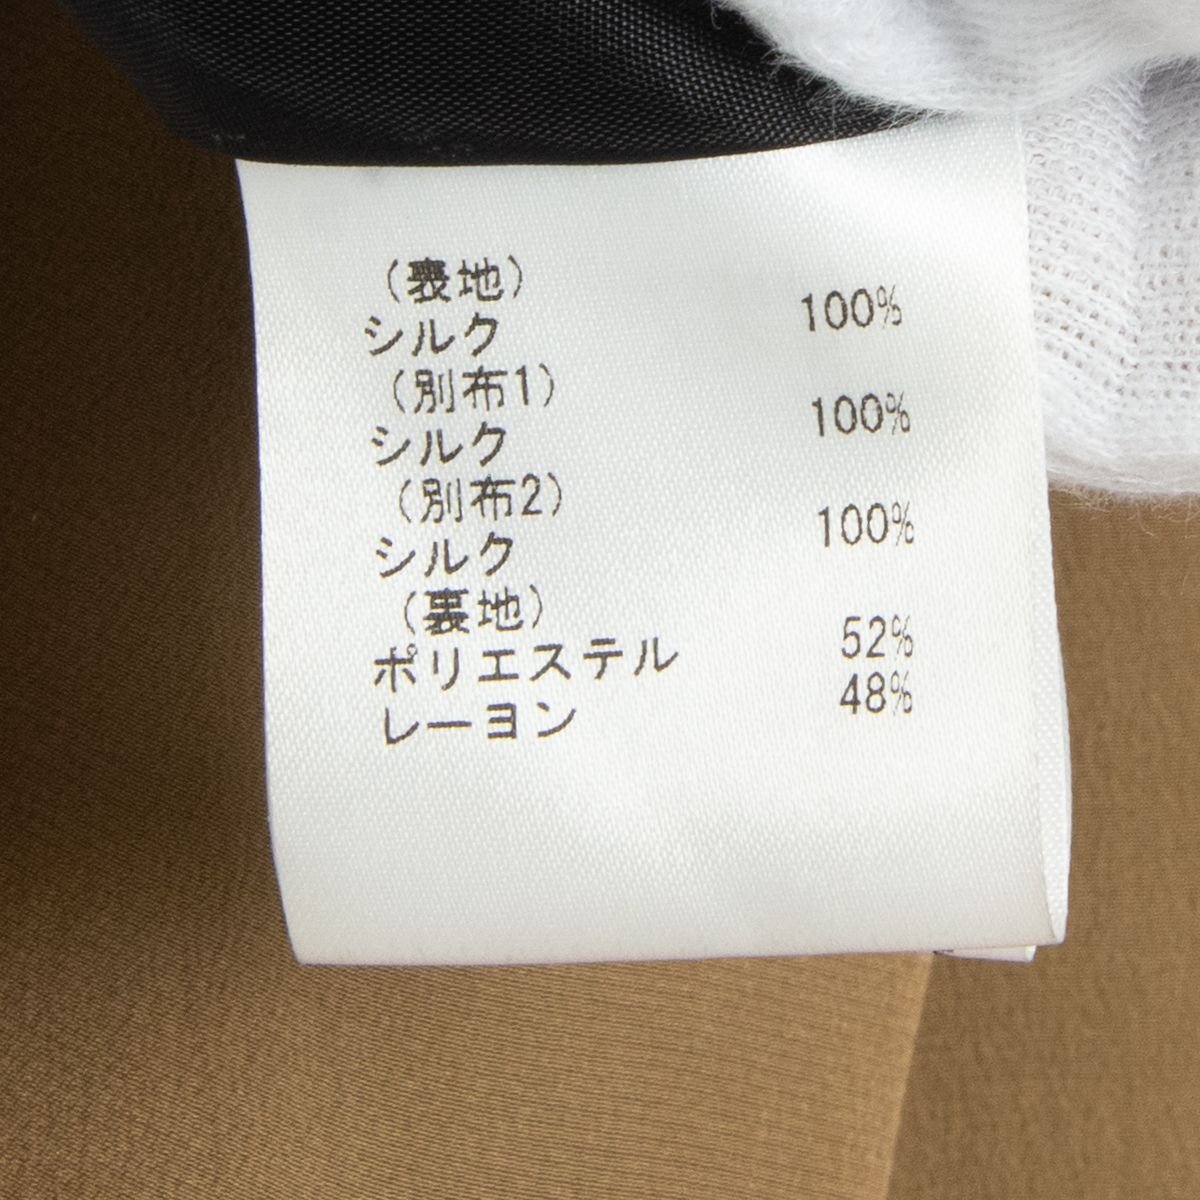 (表地)
シルク 100%
(別布1)
シルク 100%
(別布2)
シルク 100%
(裏地)
ポリエステル 52%
レーヨン 48%